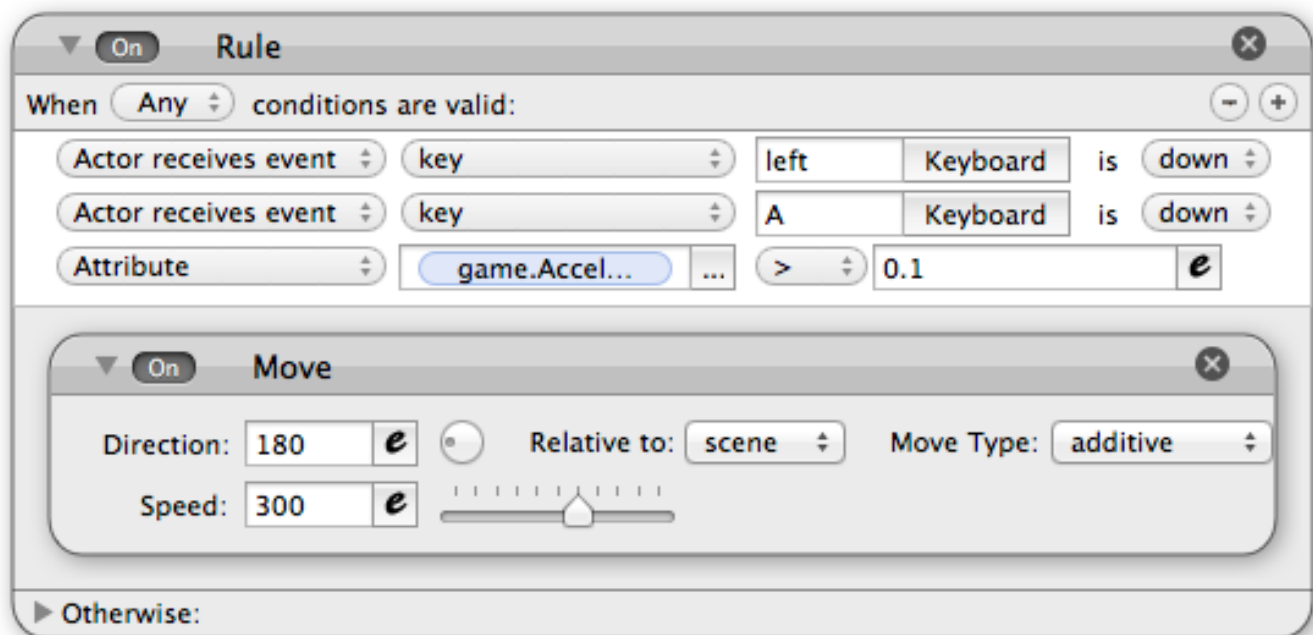 On Rule
When Any conditions are valid: - +
Actor receives event key left Keyboard is down
Actor receives event key A Keyboard is down
Attribute game.Accel... ... > 0.1 e
On Move
Direction: 180 e Relative to: scene Move Type: additive
Speed: 300 e
Otherwise: